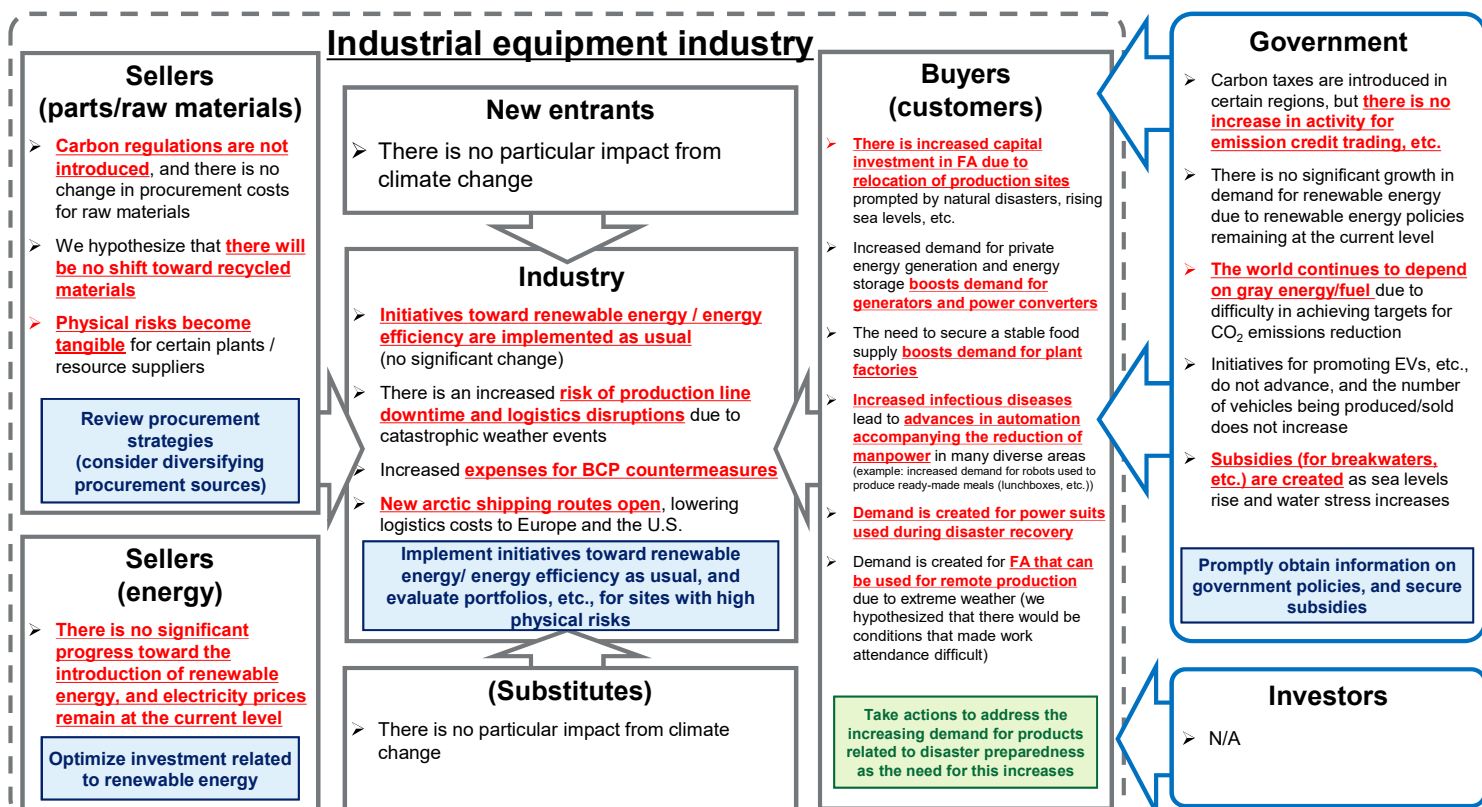 Industrial equipment industry
Sellers
(parts/raw materials)
➢ Carbon regulations are not
introduced, and there is no
change in procurement costs
for raw materials
➢ We hypothesize that there will
be no shift toward recycled
materials
➢ Physical risks become
tangible for certain plants /
resource suppliers
Review procurement
strategies
(consider diversifying
procurement sources)
Sellers
(energy)
➢ There is no significant
progress toward the
introduction of renewable
energy, and electricity prices
remain at the current level
Optimize investment related
to renewable energy
New entrants
➢ There is no particular impact from
climate change
Industry
➢ Initiatives toward renewable energy / energy
efficiency are implemented as usual
(no significant change)
➢ There is an increased risk of production line
downtime and logistics disruptions due to
catastrophic weather events
➢ Increased expenses for BCP countermeasures
➢ New arctic shipping routes open, lowering
logistics costs to Europe and the U.S.
Implement initiatives toward renewable
energy/ energy efficiency as usual, and
evaluate portfolios, etc., for sites with high
physical risks
(Substitutes)
➢ There is no particular impact from climate
change
Buyers
(customers)
➢ There is increased capital
investment in FA due to
relocation of production sites
prompted by natural disasters, rising
sea levels, etc.
➢ Increased demand for private
energy generation and energy
storage boosts demand for
generators and power converters
➢ The need to secure a stable food
supply boosts demand for plant
factories
➢ Increased infectious diseases
lead to advances in automation
accompanying the reduction of
manpower in many diverse areas
(example: increased demand for robots used to
produce ready-made meals (lunchboxes, etc.))
➢ Demand is created for power suits
used during disaster recovery
➢ Demand is created for FA that can
be used for remote production
due to extreme weather (we
hypothesized that there would be
conditions that made work
attendance difficult)
Take actions to address the
increasing demand for products
related to disaster preparedness
as the need for this increases
Government
➢ Carbon taxes are introduced in
certain regions, but there is no
increase in activity for
emission credit trading, etc.
➢ There is no significant growth in
demand for renewable energy
due to renewable energy policies
remaining at the current level
➢ The world continues to depend
on gray energy/fuel due to
difficulty in achieving targets for
CO₂ emissions reduction
➢ Initiatives for promoting EVs, etc.,
do not advance, and the number
of vehicles being produced/sold
does not increase
➢ Subsidies (for breakwaters,
etc.) are created as sea levels
rise and water stress increases
Promptly obtain information on
government policies, and secure
subsidies
Investors
➢ N/A